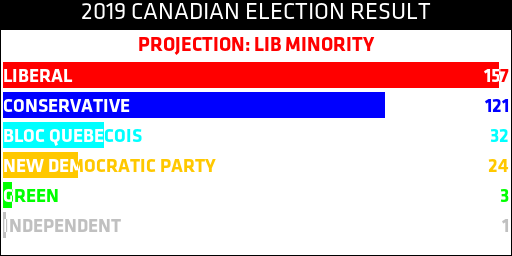 2019 CANADIAN ELECTION RESULT
PROJECTION: LIB MINORITY
LIBERAL 157
CONSERVATIVE 121
BLOC QUEBECOIS 32
NEW DEMOCRATIC PARTY 24
GREEN 3
INDEPENDENT 1